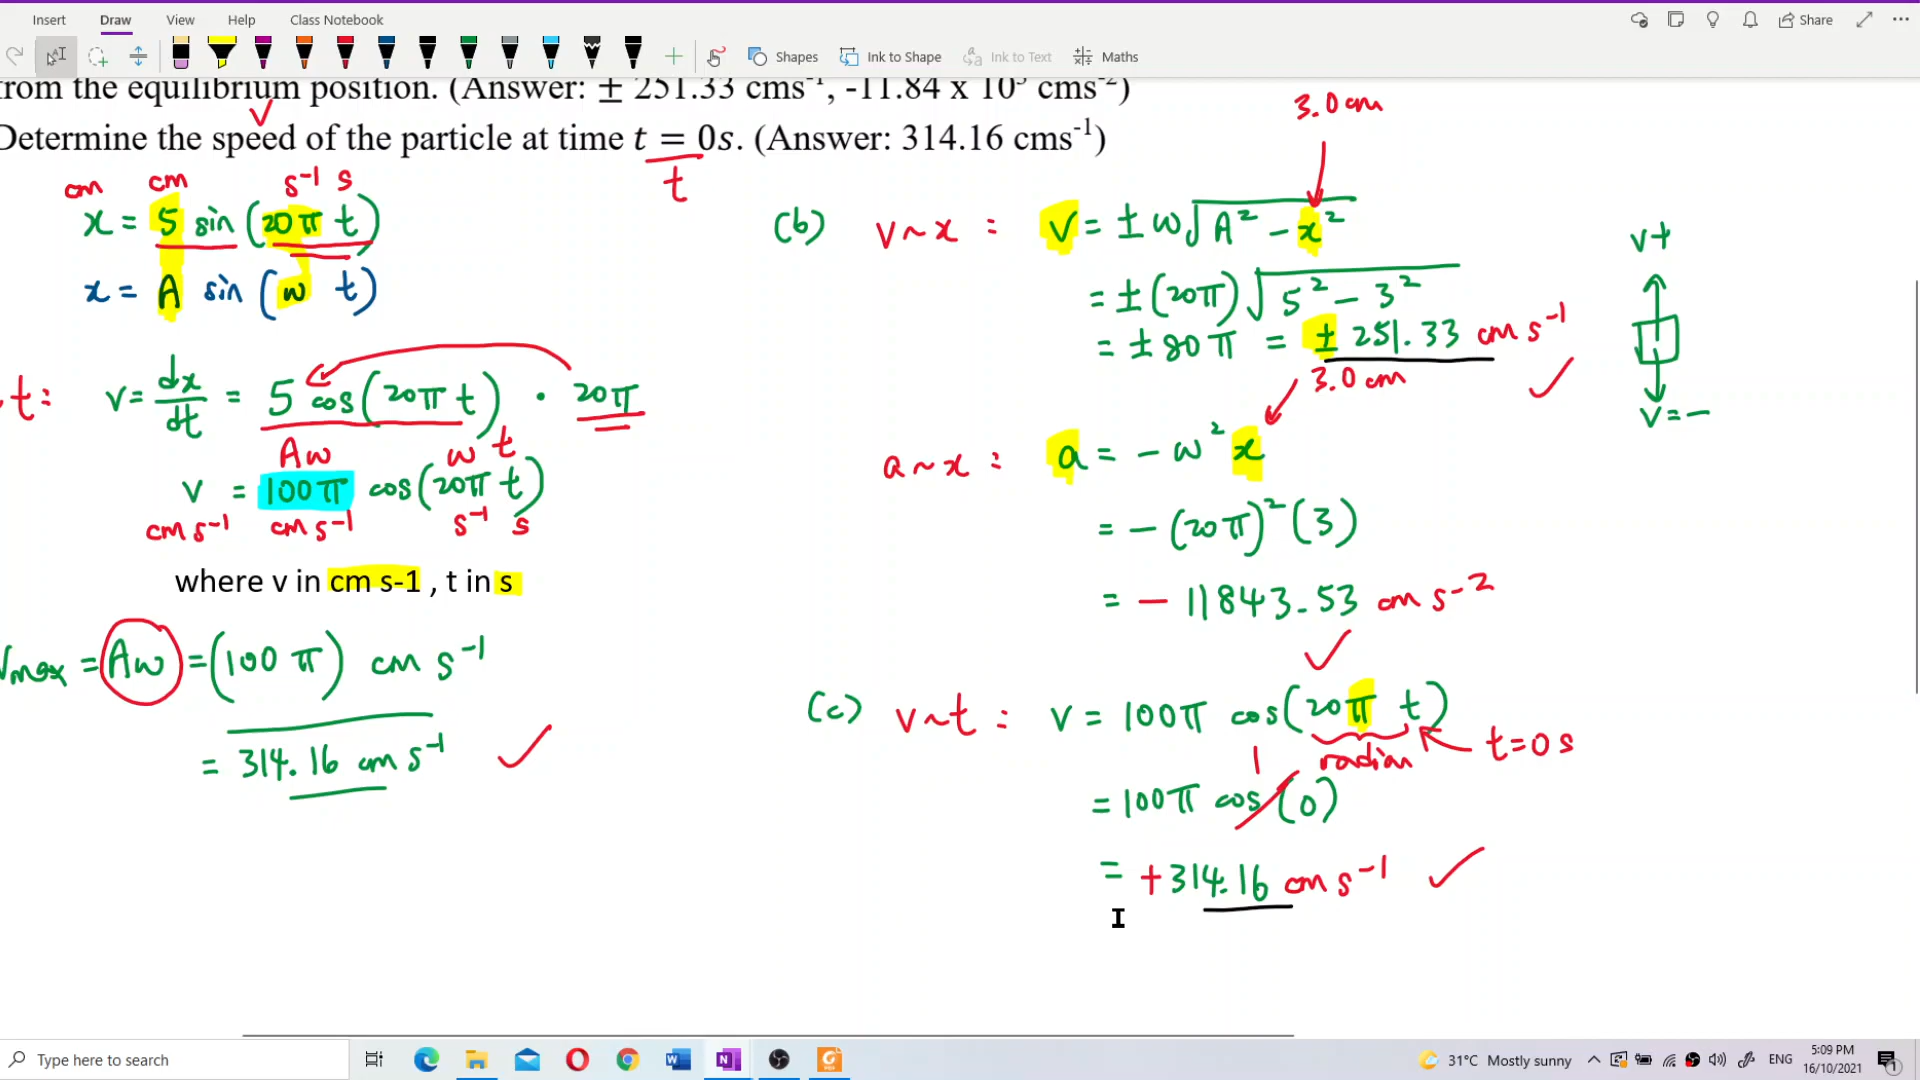 Insert Draw View Help Class Notebook
Share
Shapes Ink to Shape Ink to Text Maths
from the equilibrium position. (Answer: ± 251.33 cms⁻¹, -11.84 x 10³ cms⁻²)
v
Determine the speed of the particle at time t = 0s. (Answer: 314.16 cms⁻¹)
t
cm cm s⁻¹ s
x = 5 sin (20π t)
x = A sin (ω t)
t: v = dx/dt = 5 cos(20π t) · 20π
Aω ω t
v = 100π cos(20π t)
cm s⁻¹ cm s⁻¹ s⁻¹ s
where v in cm s-1 , t in s
Vmax = Aω = (100 π) cm s⁻¹
= 314.16 cm s⁻¹ ✓
3.0 cm
(b) v~x : v = ± ω√A² − x²
= ± (20π)√5² − 3²
= ± 80π = ± 251.33 cm s⁻¹ ✓
3.0 cm
a~x : a = − ω² x
= − (20π)² (3)
= − 11843.53 cm s⁻² ✓
(c) v~t : v = 100π cos(20π t)
radian t=0 s
1
= 100π cos (0)
= + 314.16 cm s⁻¹ ✓
v+
v = −
Type here to search
31°C Mostly sunny
ENG
5:09 PM
16/10/2021